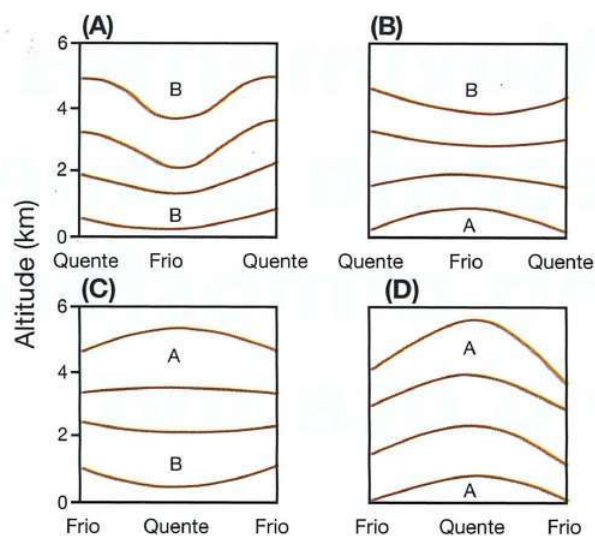 (A)
(B)
6
B
B
4
2
B
A
0
Quente Frio Quente
Quente Frio Quente
Altitude (km)
(C)
(D)
6
A
A
4
2
B
A
0
Frio Quente Frio
Frio Quente Frio